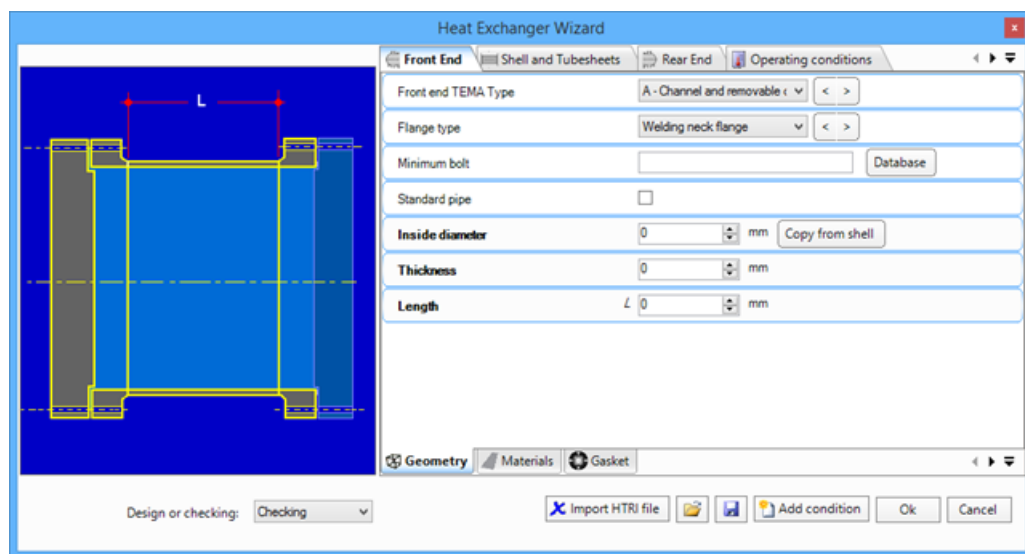 Heat Exchanger Wizard
x
Front End Shell and Tubesheets Rear End Operating conditions
L
Front end TEMA Type A - Channel and removable < >
Flange type Welding neck flange < >
Minimum bolt Database
Standard pipe
Inside diameter 0 mm Copy from shell
Thickness 0 mm
Length L 0 mm
Geometry Materials Gasket
Design or checking: Checking Import HTRI file Add condition Ok Cancel